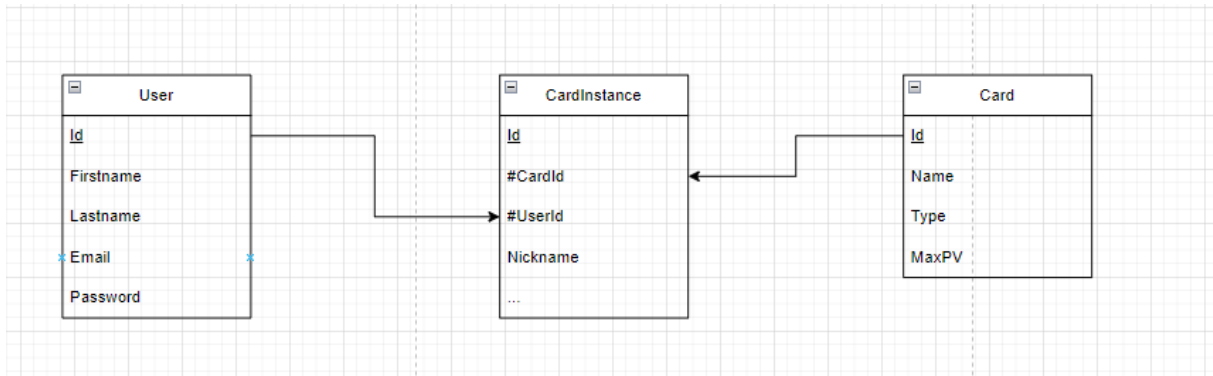 User
Id
Firstname
Lastname
Email
Password
CardInstance
Id
#CardId
#UserId
Nickname
...
Card
Id
Name
Type
MaxPV